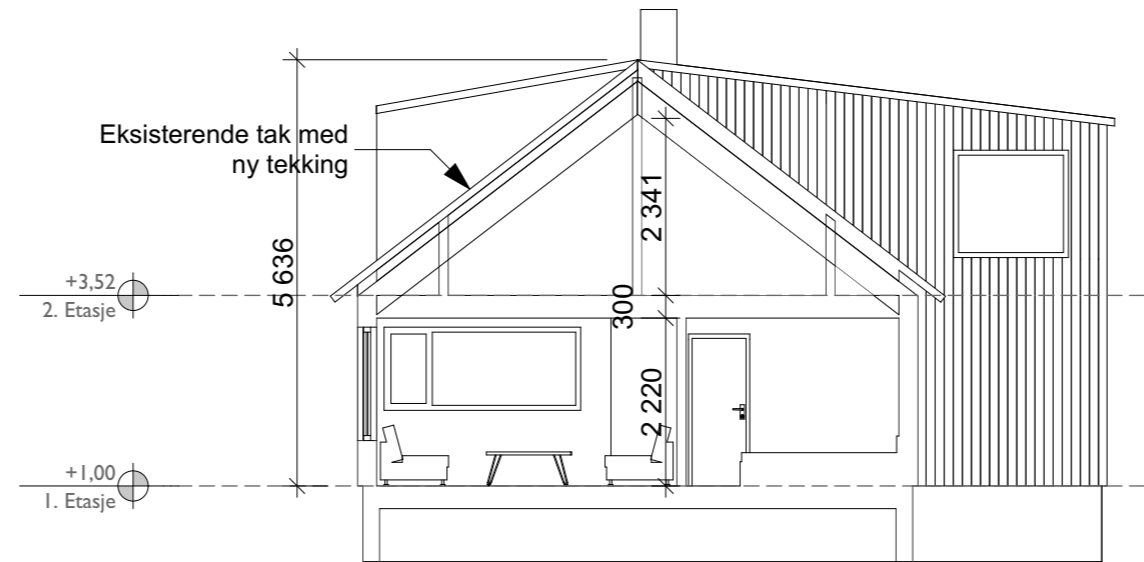 Eksisterende tak med
ny tekking
5 636
2 341
300
2 220
+3,52
2. Etasje
+1,00
1. Etasje